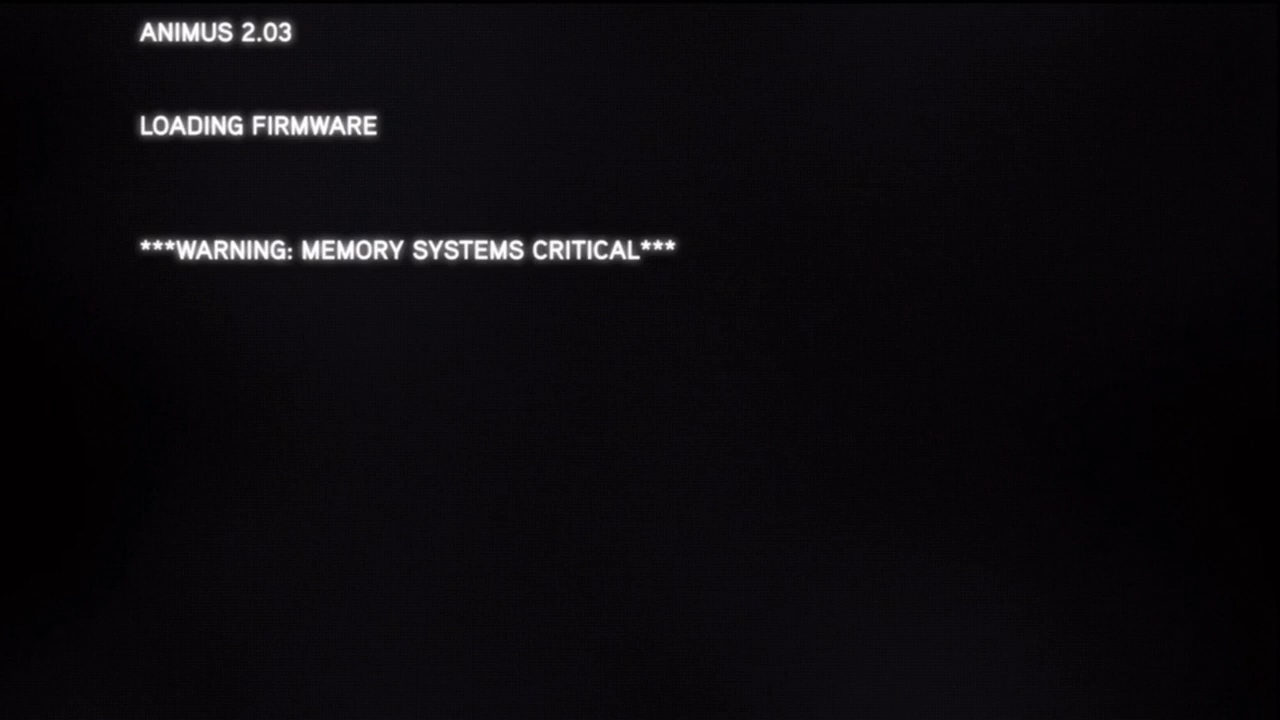 ANIMUS 2.03
LOADING FIRMWARE
***WARNING: MEMORY SYSTEMS CRITICAL***